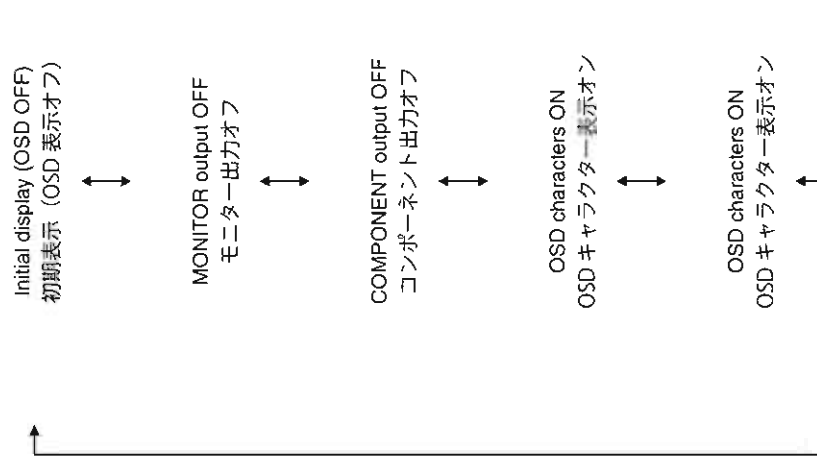 Initial display (OSD OFF)
初期表示（OSD 表示オフ）
MONITOR output OFF
モニター出力オフ
COMPONENT output OFF
コンポーネント出力オフ
OSD characters ON
OSD キャラクター表示オン
OSD characters ON
OSD キャラクター表示オン